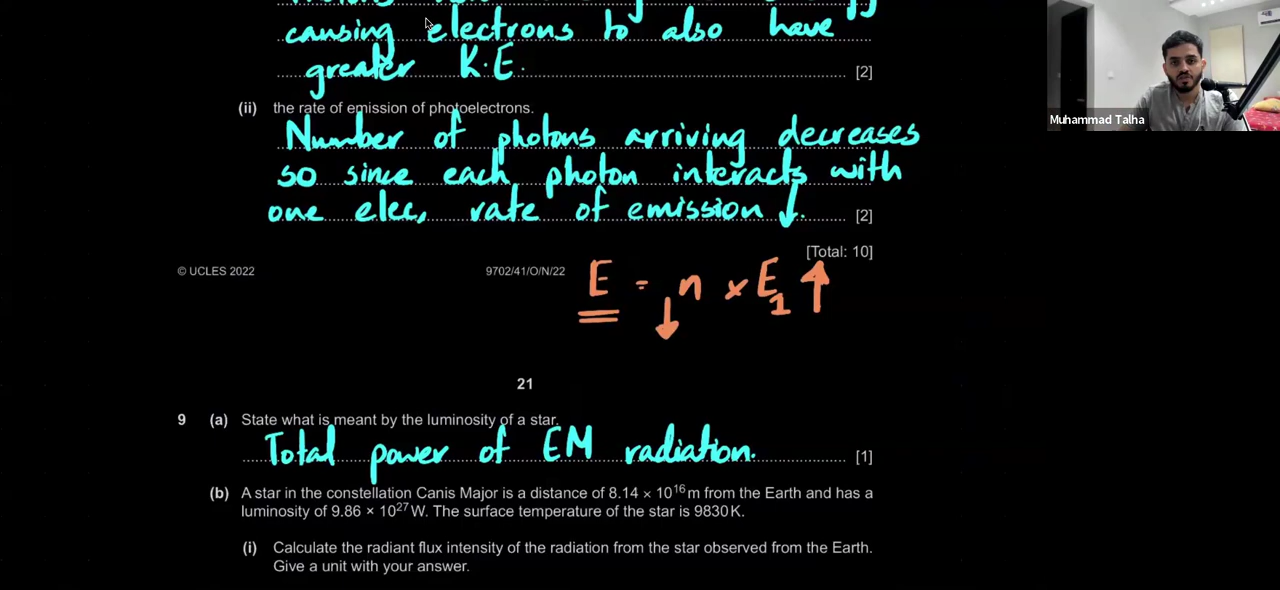 causing electrons to also have
greater K.E. [2]
Muhammad Talha
(ii) the rate of emission of photoelectrons.
Number of photons arriving decreases
so since each photon interacts with
one elec, rate of emission ↓. [2]
[Total: 10]
© UCLES 2022 9702/41/O/N/22
E = ↓ n × E1 ↑
21
9 (a) State what is meant by the luminosity of a star.
Total power of EM radiation. [1]
(b) A star in the constellation Canis Major is a distance of 8.14 × 10¹⁶ m from the Earth and has a
luminosity of 9.86 × 10²⁷ W. The surface temperature of the star is 9830 K.
(i) Calculate the radiant flux intensity of the radiation from the star observed from the Earth.
Give a unit with your answer.